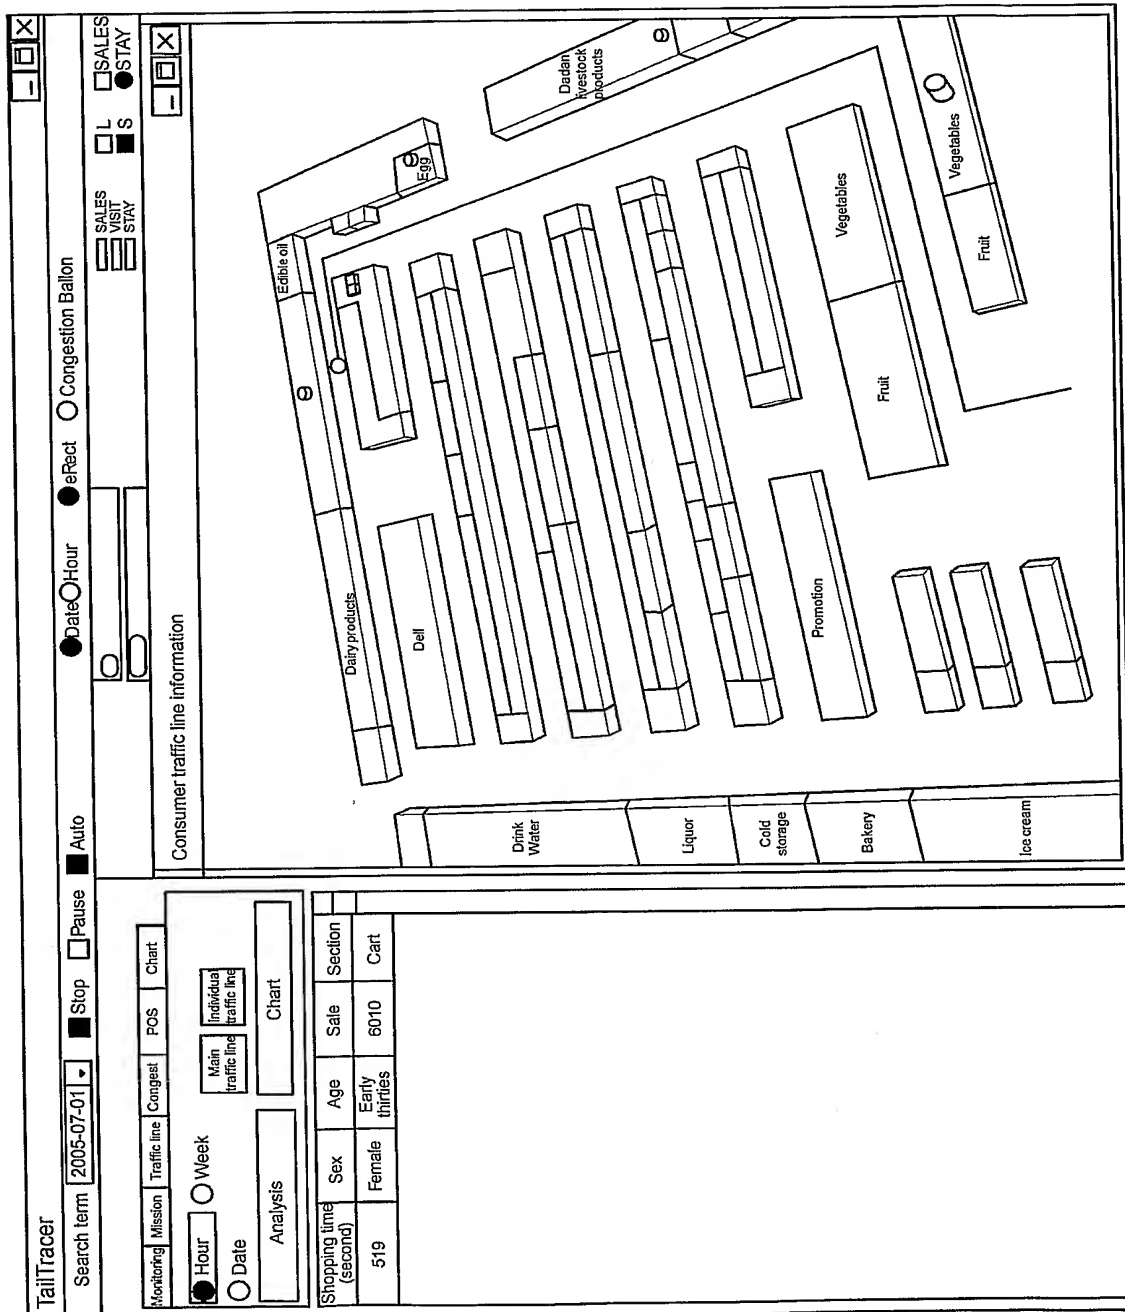 TailTracer
Search term 2005-07-01 Stop Pause Auto Date Hour eRect Congestion Ballon
SALES
VISIT
STAY
L
S
SALES
STAY
Monitoring Mission Traffic line Congest POS Chart
Hour Week
Date
Main
traffic line
Individual
traffic line
Analysis Chart
Shopping time
(second)
Sex Age Sale Section
519 Female Early
thirties
6010 Cart
Consumer traffic line information
Edible oil
Egg
Dadan
livestock
products
Dairy products
Dell
Vegetables
Vegetables
Fruit
Fruit
Promotion
Drink
Water
Liquor
Cold
storage
Bakery
Ice cream